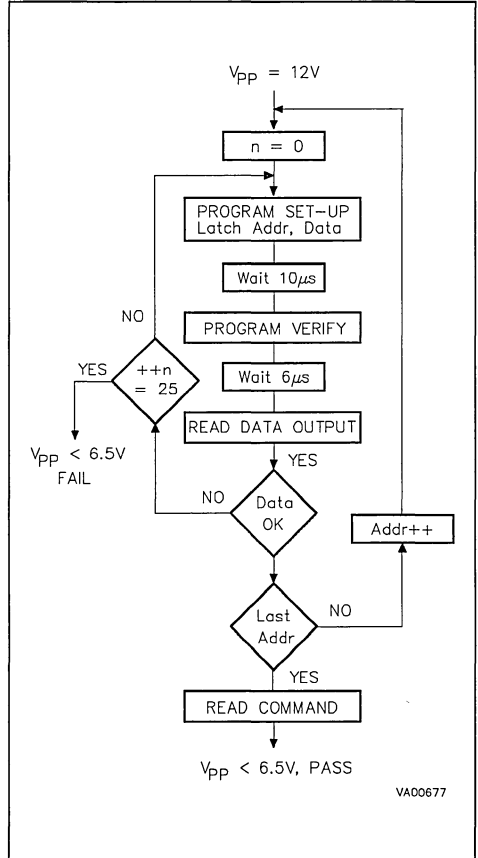 VPP = 12V
n = 0
PROGRAM SET-UP
Latch Addr, Data
Wait 10µs
NO
PROGRAM VERIFY
YES
++n
= 25
Wait 6µs
READ DATA OUTPUT
VPP < 6.5V
FAIL
YES
NO
Data
OK
Addr++
Last
Addr
NO
YES
READ COMMAND
VPP < 6.5V, PASS
VA00677